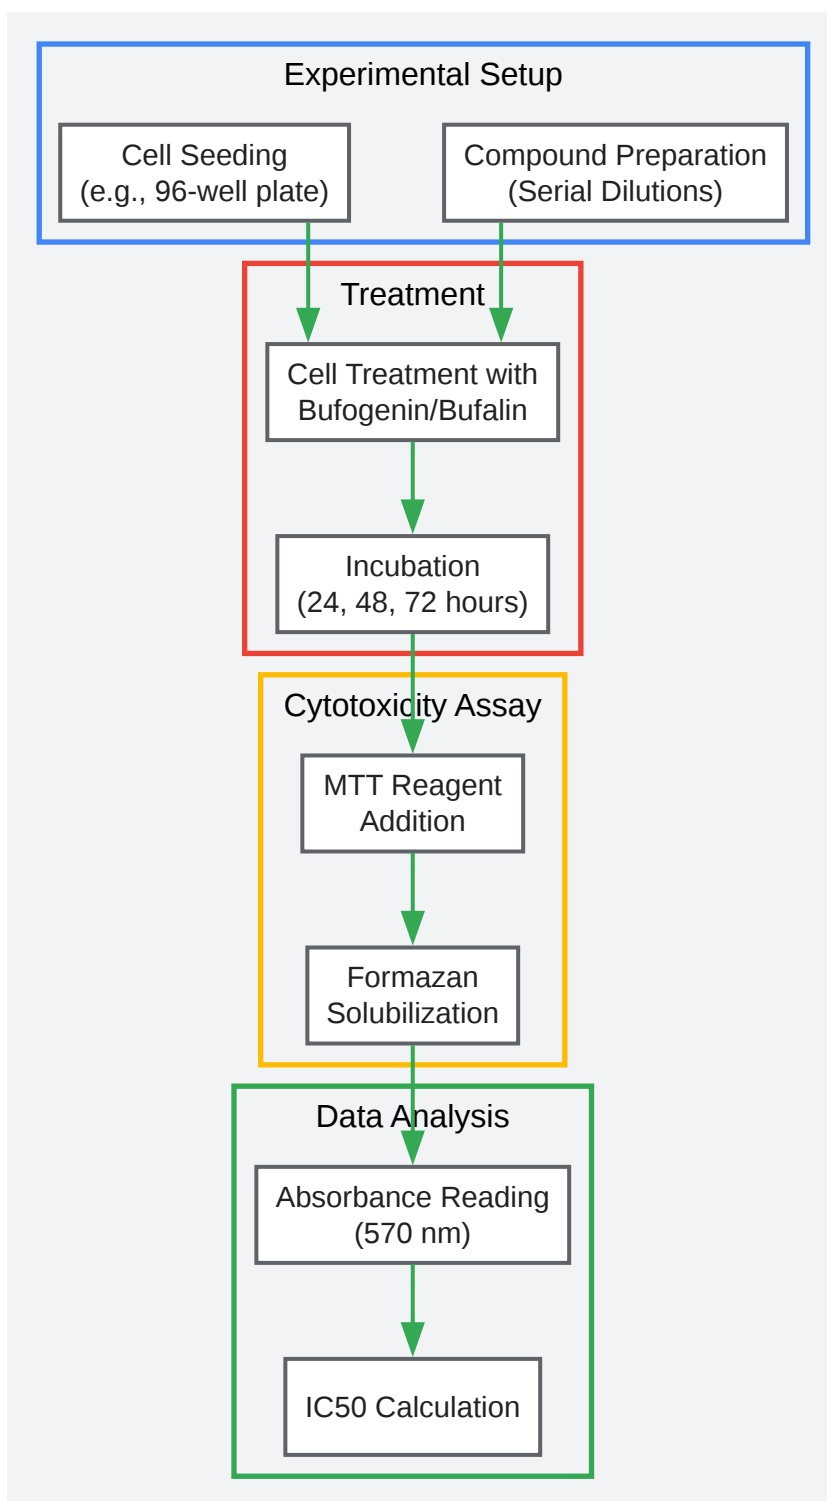 Experimental Setup
Cell Seeding
(e.g., 96-well plate)
Compound Preparation
(Serial Dilutions)
Treatment
Cell Treatment with
Bufogenin/Bufalin
Incubation
(24, 48, 72 hours)
Cytotoxicity Assay
MTT Reagent
Addition
Formazan
Solubilization
Data Analysis
Absorbance Reading
(570 nm)
IC50 Calculation